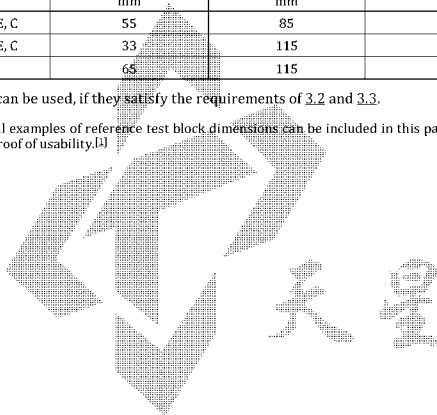 mm mm
E, C 55 85
E, C 33 115
65 115
can be used, if they satisfy the requirements of 3.2 and 3.3.
l examples of reference test block dimensions can be included in this pa
roof of usability.[1]
天星